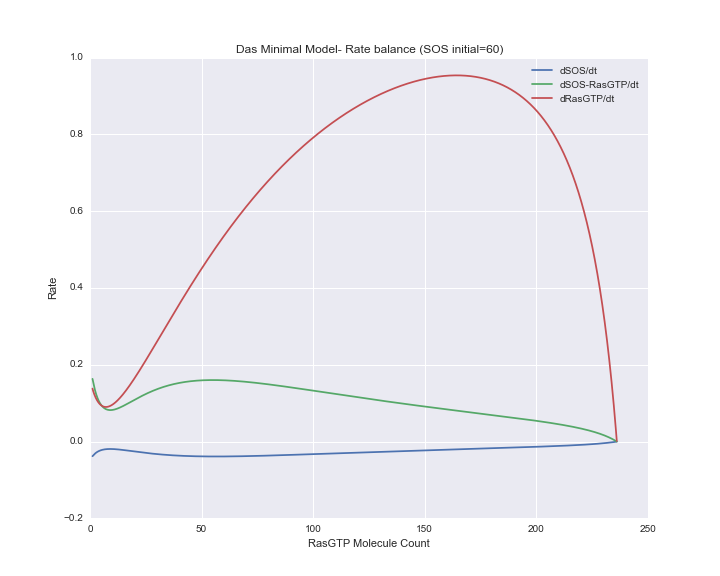 Das Minimal Model- Rate balance (SOS initial=60)
1.0
0.8
0.6
0.4
0.2
0.0
−0.2
Rate
dSOS/dt
dSOS-RasGTP/dt
dRasGTP/dt
0 50 100 150 200 250
RasGTP Molecule Count